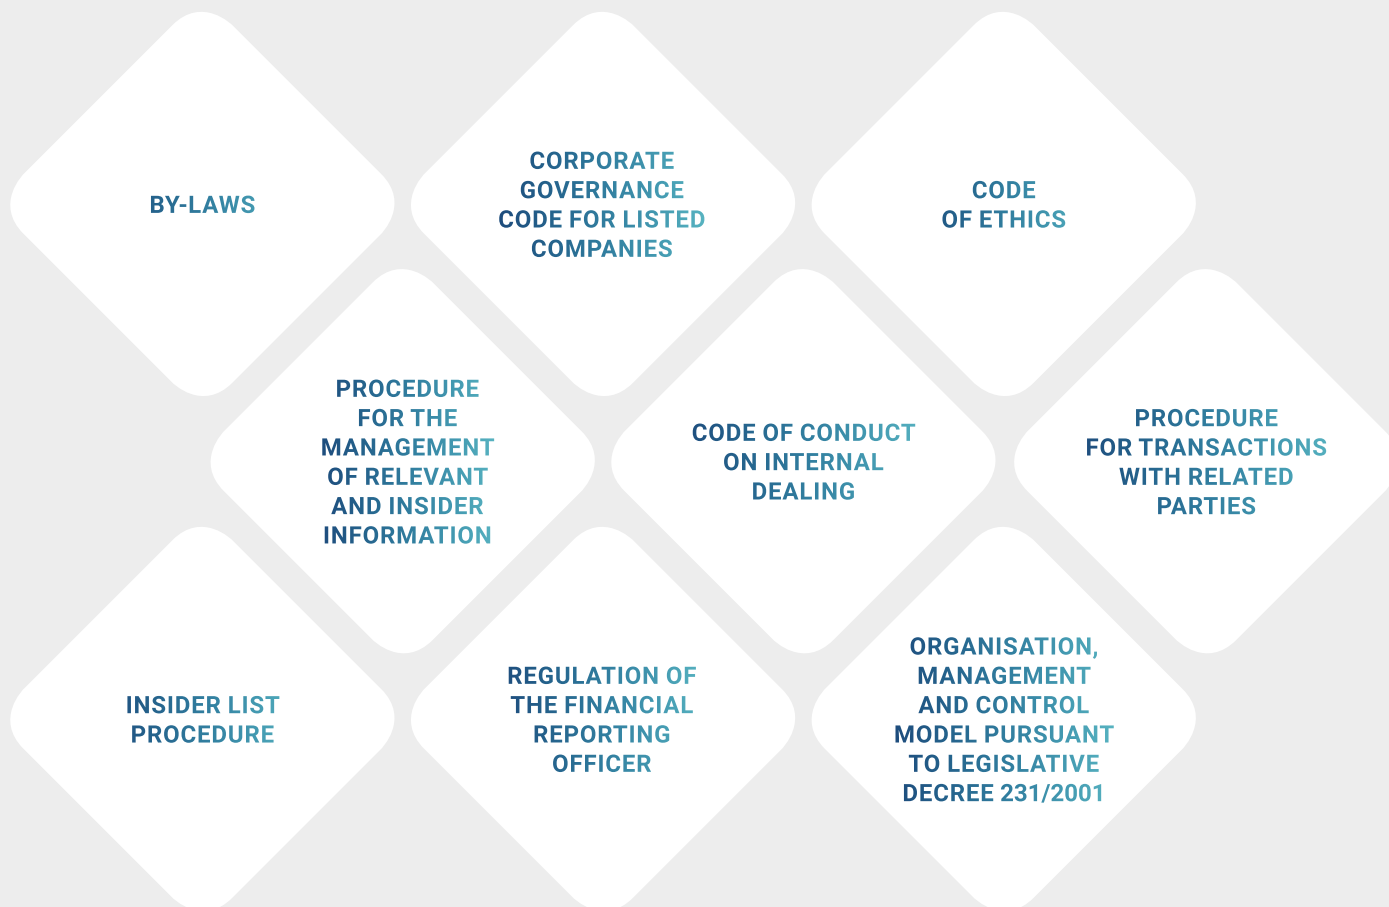 BY-LAWS
CORPORATE
GOVERNANCE
CODE FOR LISTED
COMPANIES
CODE
OF ETHICS
PROCEDURE
FOR THE
MANAGEMENT
OF RELEVANT
AND INSIDER
INFORMATION
CODE OF CONDUCT
ON INTERNAL
DEALING
PROCEDURE
FOR TRANSACTIONS
WITH RELATED
PARTIES
INSIDER LIST
PROCEDURE
REGULATION OF
THE FINANCIAL
REPORTING
OFFICER
ORGANISATION,
MANAGEMENT
AND CONTROL
MODEL PURSUANT
TO LEGISLATIVE
DECREE 231/2001